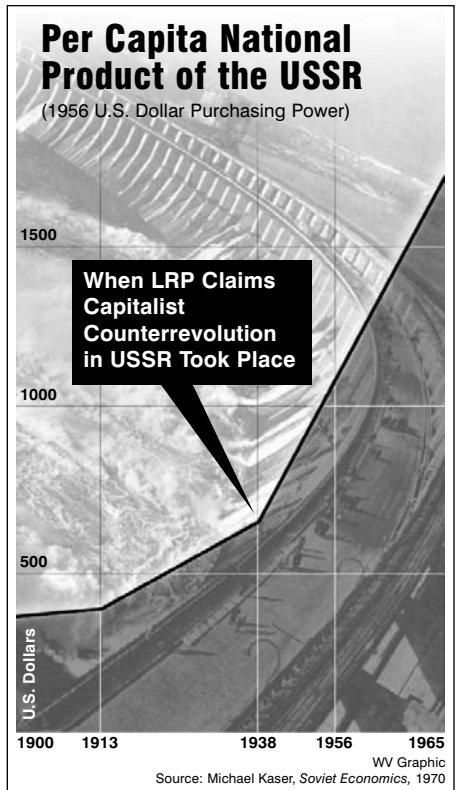 Per Capita National
Product of the USSR
(1956 U.S. Dollar Purchasing Power)
1500
When LRP Claims
Capitalist
Counterrevolution
in USSR Took Place
1000
500
U.S. Dollars
1900 1913 1938 1956 1965
WV Graphic
Source: Michael Kaser, Soviet Economics, 1970